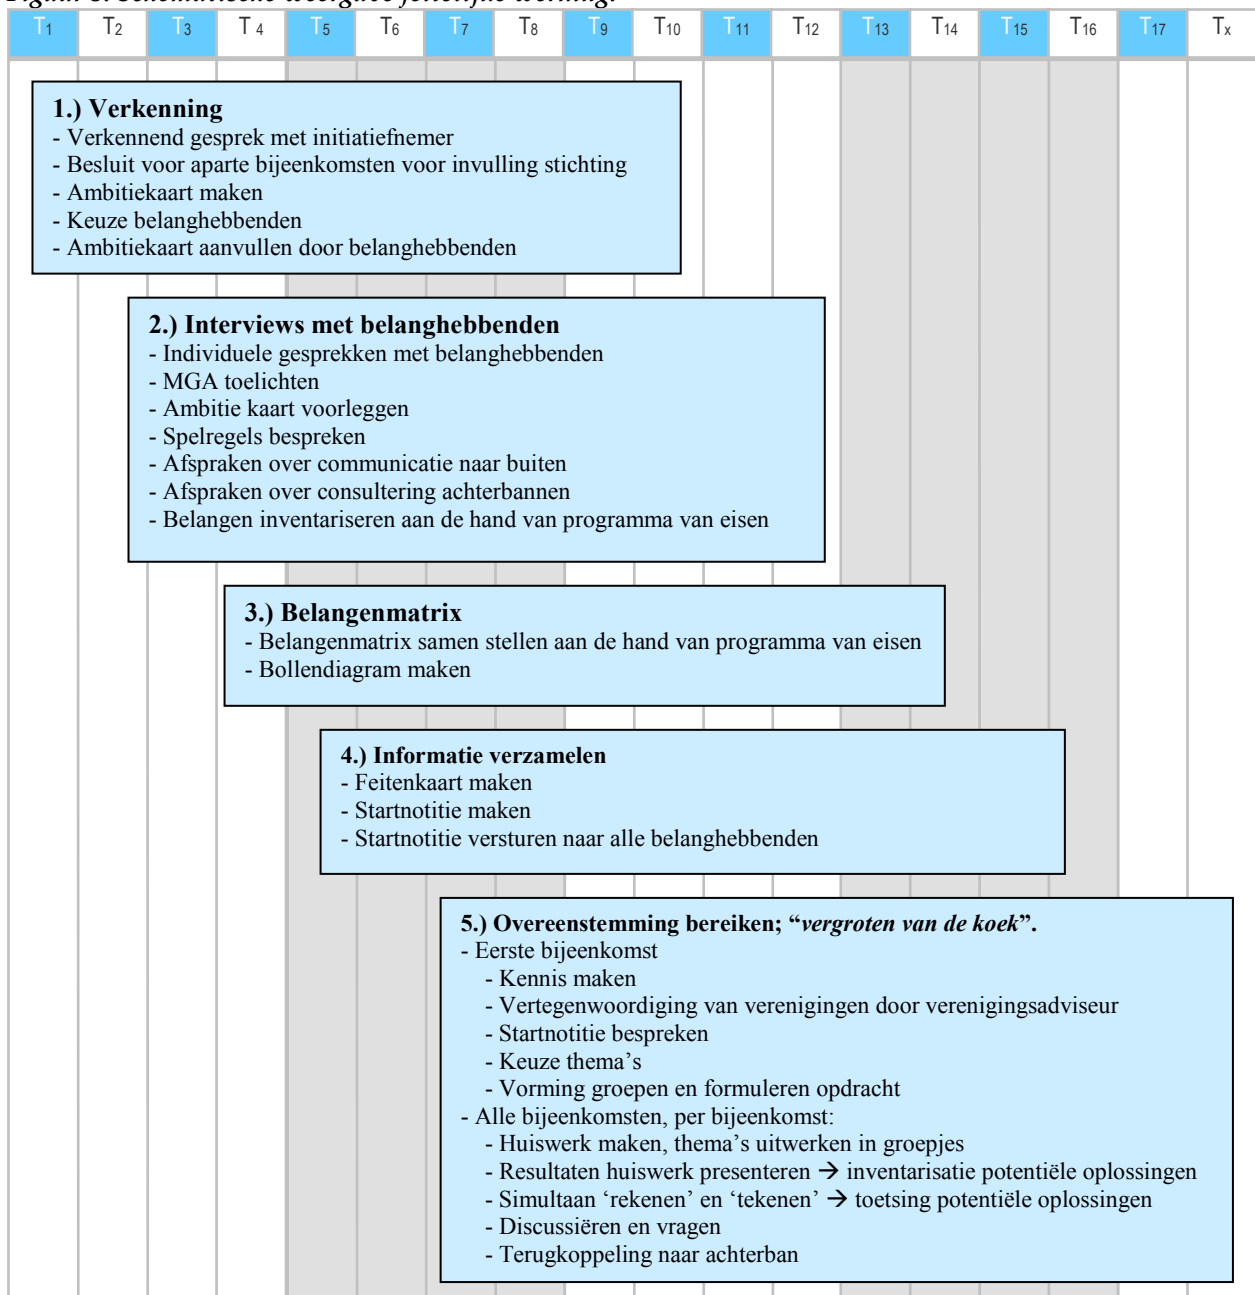 T1 T2 T3 T 4 T5 T6 T7 T8 T9 T10 T11 T12 T13 T14 T15 T16 T17 Tx
1.) Verkenning
- Verkennend gesprek met initiatiefnemer
- Besluit voor aparte bijeenkomsten voor invulling stichting
- Ambitiekaart maken
- Keuze belanghebbenden
- Ambitiekaart aanvullen door belanghebbenden
2.) Interviews met belanghebbenden
- Individuele gesprekken met belanghebbenden
- MGA toelichten
- Ambitie kaart voorleggen
- Spelregels bespreken
- Afspraken over communicatie naar buiten
- Afspraken over consultering achterbannen
- Belangen inventariseren aan de hand van programma van eisen
3.) Belangenmatrix
- Belangenmatrix samen stellen aan de hand van programma van eisen
- Bollendiagram maken
4.) Informatie verzamelen
- Feitenkaart maken
- Startnotitie maken
- Startnotitie versturen naar alle belanghebbenden
5.) Overeenstemming bereiken; “vergroten van de koek”.
- Eerste bijeenkomst
- Kennis maken
- Vertegenwoordiging van verenigingen door verenigingsadviseur
- Startnotitie bespreken
- Keuze thema’s
- Vorming groepen en formuleren opdracht
- Alle bijeenkomsten, per bijeenkomst:
- Huiswerk maken, thema’s uitwerken in groepjes
- Resultaten huiswerk presenteren → inventarisatie potentiële oplossingen
- Simultaan ‘rekenen’ en ‘tekenen’ → toetsing potentiële oplossingen
- Discussiëren en vragen
- Terugkoppeling naar achterban